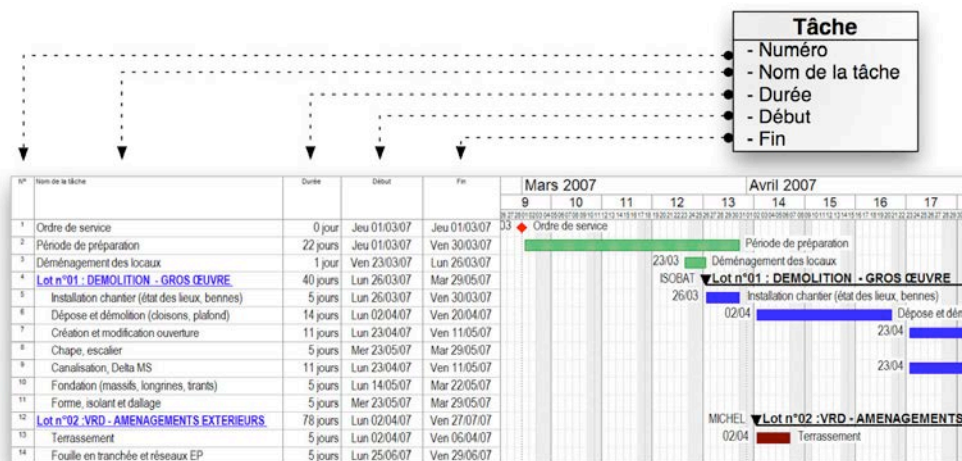 Tâche
- Numéro
- Nom de la tâche
- Durée
- Début
- Fin
N° Nom de la tâche Durée Début Fin
Mars 2007 Avril 2007
9 10 11 12 13 14 15 16 17
1 Ordre de service 0 jour Jeu 01/03/07 Jeu 01/03/07 03 Ordre de service
2 Période de préparation 22 jours Jeu 01/03/07 Ven 30/03/07 Période de préparation
3 Déménagement des locaux 1 jour Ven 23/03/07 Lun 26/03/07 23/03 Déménagement des locaux
4 Lot n°01 : DEMOLITION - GROS ŒUVRE 40 jours Lun 26/03/07 Mar 29/05/07 ISOBAT Lot n°01 : DEMOLITION - GROS ŒUVRE
5 Installation chantier (état des lieux, bennes) 5 jours Lun 26/03/07 Ven 30/03/07 26/03 Installation chantier (état des lieux, bennes)
6 Dépose et démolition (cloisons, plafond) 14 jours Lun 02/04/07 Ven 20/04/07 02/04 Dépose et dém
7 Création et modification ouverture 11 jours Lun 23/04/07 Ven 11/05/07 23/04
8 Chape, escalier 5 jours Mer 23/05/07 Mar 29/05/07
9 Canalisation, Delta MS 11 jours Lun 23/04/07 Ven 11/05/07 23/04
10 Fondation (massifs, longrines, tirants) 5 jours Lun 14/05/07 Mar 22/05/07
11 Forme, isolant et dallage 5 jours Mer 23/05/07 Mar 29/05/07
12 Lot n°02 :VRD - AMENAGEMENTS EXTERIEURS 78 jours Lun 02/04/07 Ven 27/07/07 MICHEL Lot n°02 :VRD - AMENAGEMENTS
13 Terrassement 5 jours Lun 02/04/07 Ven 06/04/07 02/04 Terrassement
14 Fouille en tranchée et réseaux EP 5 jours Lun 25/06/07 Ven 29/06/07